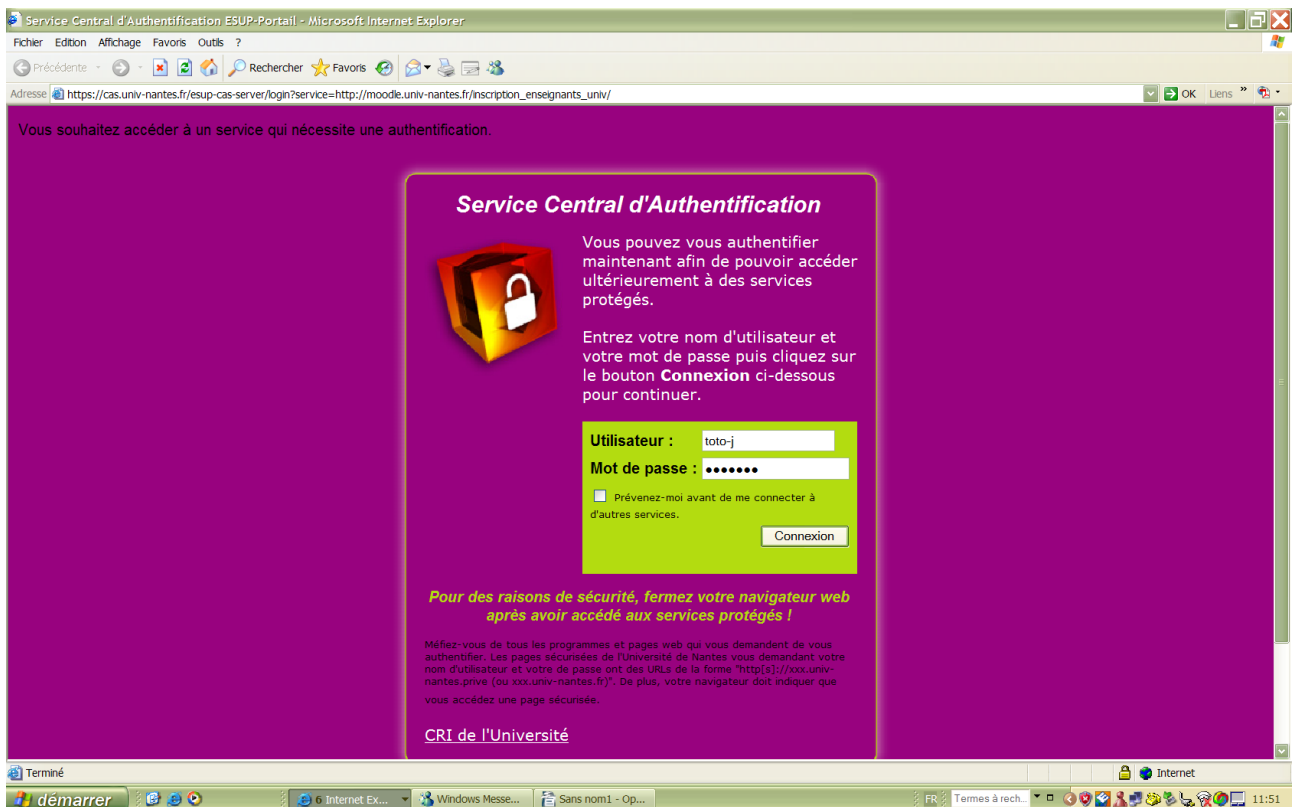 Service Central d'Authentification ESUP-Portail - Microsoft Internet Explorer
Fichier Edition Affichage Favoris Outils ?
Précédente Rechercher Favoris
Adresse https://cas.univ-nantes.fr/esup-cas-server/login?service=http://moodle.univ-nantes.fr/inscription_enseignants_univ/ OK Liens »
Vous souhaitez accéder à un service qui nécessite une authentification.
Service Central d'Authentification
Vous pouvez vous authentifier
maintenant afin de pouvoir accéder
ultérieurement à des services
protégés.
Entrez votre nom d'utilisateur et
votre mot de passe puis cliquez sur
le bouton Connexion ci-dessous
pour continuer.
Utilisateur : toto-j
Mot de passe : •••••••
Prévenez-moi avant de me connecter à
d'autres services.
Connexion
Pour des raisons de sécurité, fermez votre navigateur web
après avoir accédé aux services protégés !
Méfiez-vous de tous les programmes et pages web qui vous demandent de vous
authentifier. Les pages sécurisées de l'Université de Nantes vous demandant votre
nom d'utilisateur et votre de passe ont des URLs de la forme "http[s]://xxx.univ-
nantes.prive (ou xxx.univ-nantes.fr)". De plus, votre navigateur doit indiquer que
vous accédez une page sécurisée.
CRI de l'Université
Terminé Internet
démarrer 6 Internet Ex... Windows Messe... Sans nom1 - Op... FR Termes à rech... 11:51